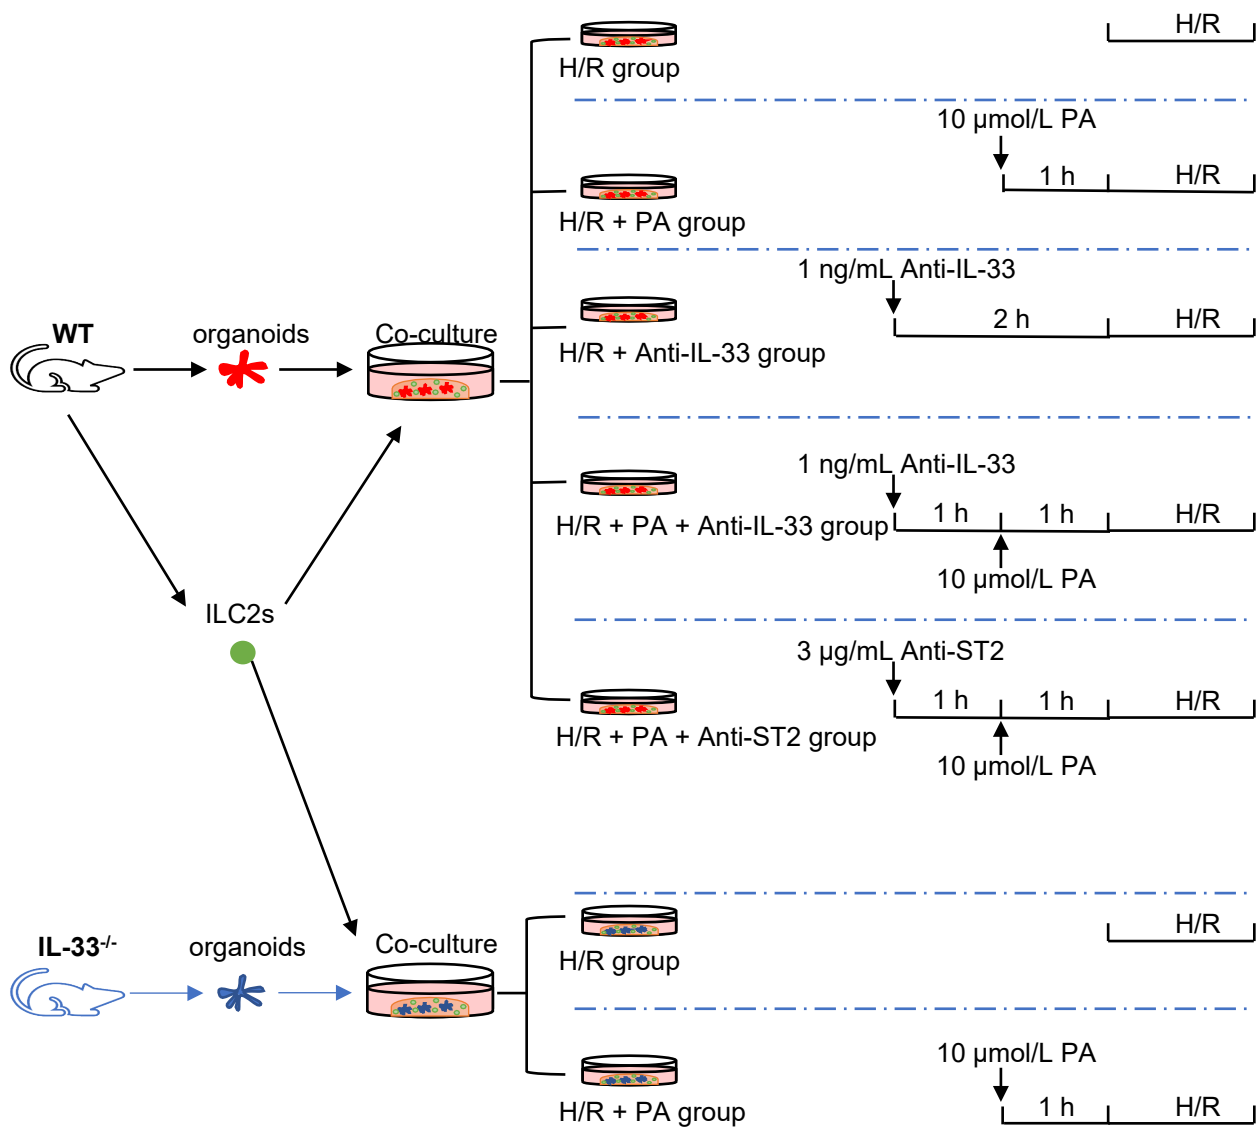 H/R
H/R group
10 µmol/L PA
1 h
H/R
H/R + PA group
1 ng/mL Anti-IL-33
2 h
H/R
H/R + Anti-IL-33 group
WT
organoids
Co-culture
1 ng/mL Anti-IL-33
1 h
1 h
H/R
H/R + PA + Anti-IL-33 group
10 µmol/L PA
ILC2s
3 µg/mL Anti-ST2
1 h
1 h
H/R
H/R + PA + Anti-ST2 group
10 µmol/L PA
IL-33-/-
organoids
Co-culture
H/R
H/R group
10 µmol/L PA
1 h
H/R
H/R + PA group